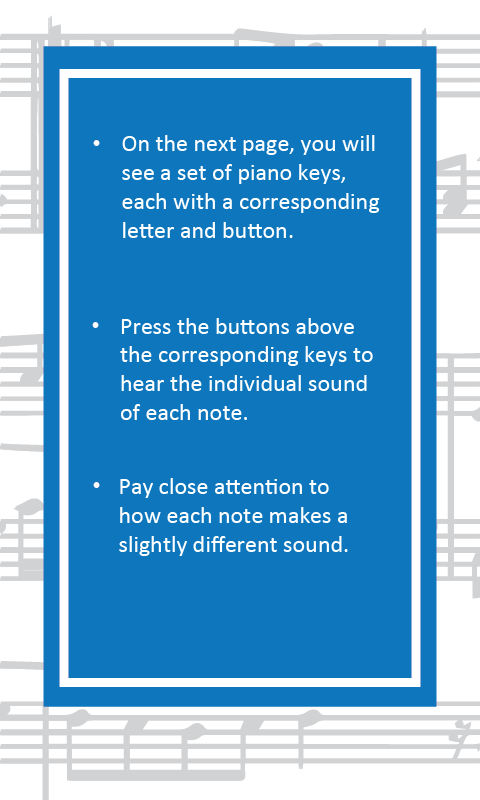 • On the next page, you will
see a set of piano keys,
each with a corresponding
letter and button.
• Press the buttons above
the corresponding keys to
hear the individual sound
of each note.
• Pay close attention to
how each note makes a
slightly different sound.